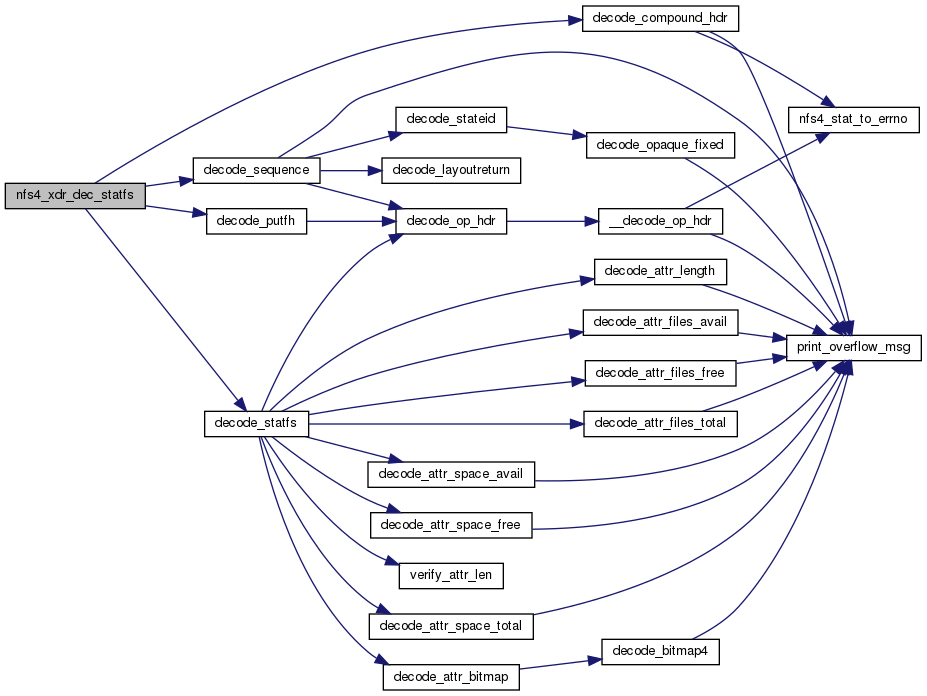 decode_compound_hdr
decode_stateid
nfs4_stat_to_errno
decode_opaque_fixed
decode_sequence
decode_layoutreturn
nfs4_xdr_dec_statfs
decode_putfh
decode_op_hdr
__decode_op_hdr
decode_attr_length
decode_attr_files_avail
print_overflow_msg
decode_attr_files_free
decode_statfs
decode_attr_files_total
decode_attr_space_avail
decode_attr_space_free
verify_attr_len
decode_attr_space_total
decode_bitmap4
decode_attr_bitmap